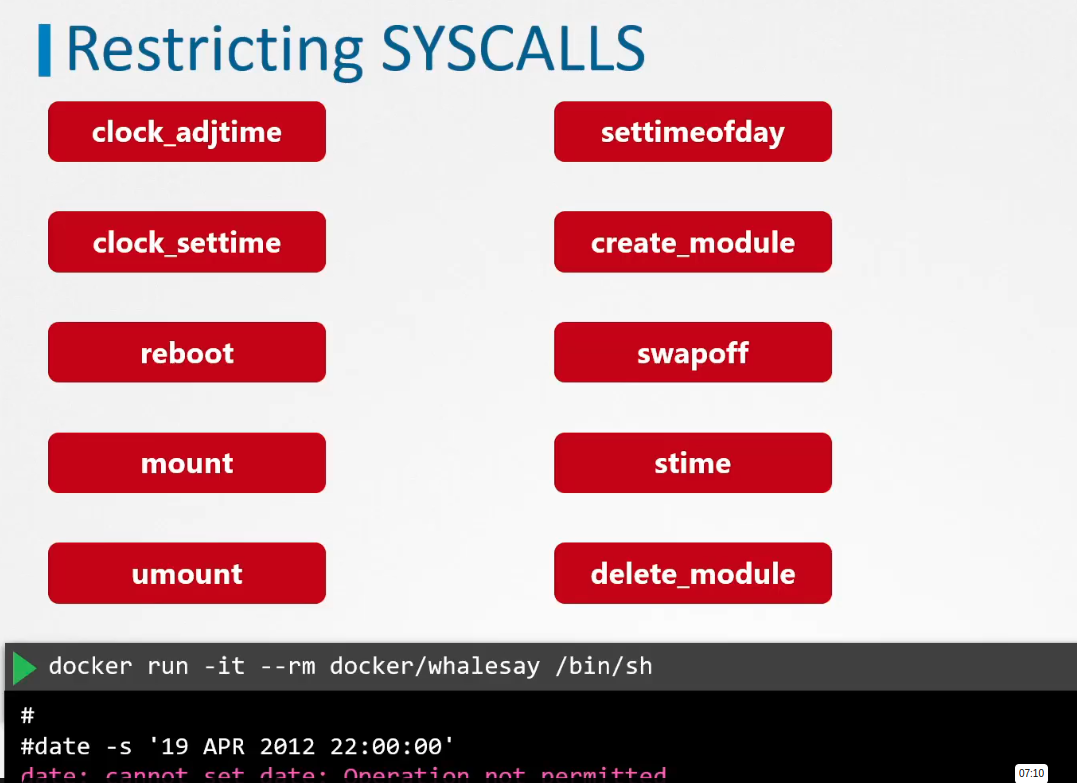 Restricting SYSCALLS
clock_adjtime
settimeofday
clock_settime
create_module
reboot
swapoff
mount
stime
umount
delete_module
docker run -it --rm docker/whalesay /bin/sh
#
#date -s '19 APR 2012 22:00:00'
date: cannot set date: Operation not permitted
07:10